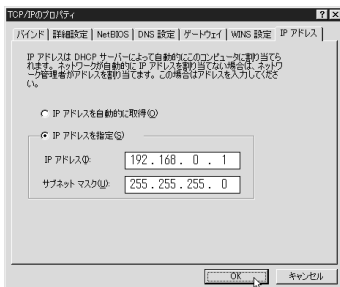 TCP/IPのプロパティ
バインド 詳細設定 NetBIOS DNS 設定 ゲートウェイ WINS 設定 IP アドレス
IP アドレスは DHCP サーバーによって自動的にこのコンピュータに割り当てら
れます。ネットワークが自動的に IP アドレスを割り当てない場合は、ネットワ
ーク管理者がアドレスを割り当てます。この場合はアドレスを入力してくださ
い。
IP アドレスを自動的に取得(O)
IP アドレスを指定(S)
IP アドレス(I): 192.168. 0 . 1
サブネット マスク(U): 255.255.255. 0
OK キャンセル